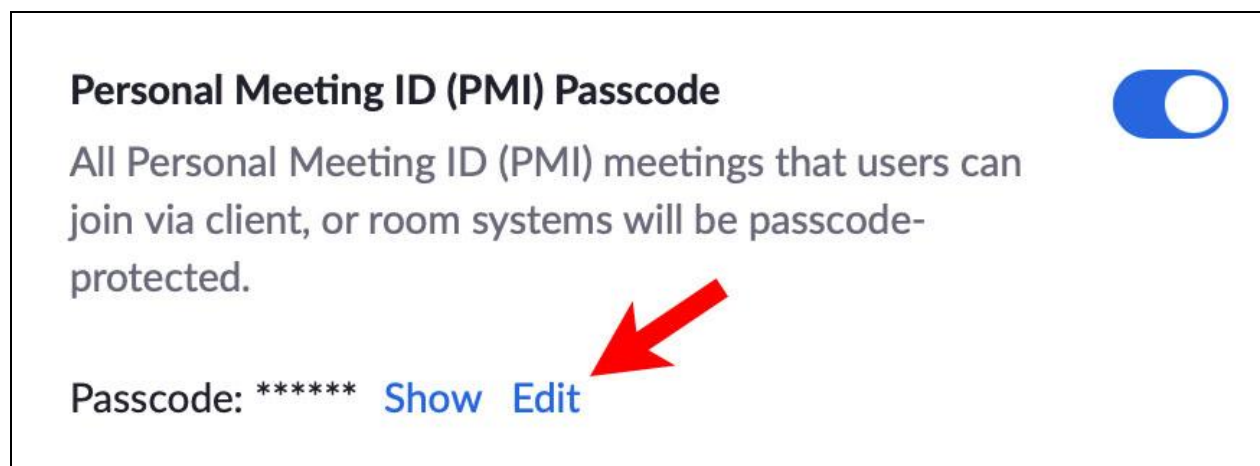 Personal Meeting ID (PMI) Passcode
All Personal Meeting ID (PMI) meetings that users can
join via client, or room systems will be passcode-
protected.
Passcode: ****** Show Edit